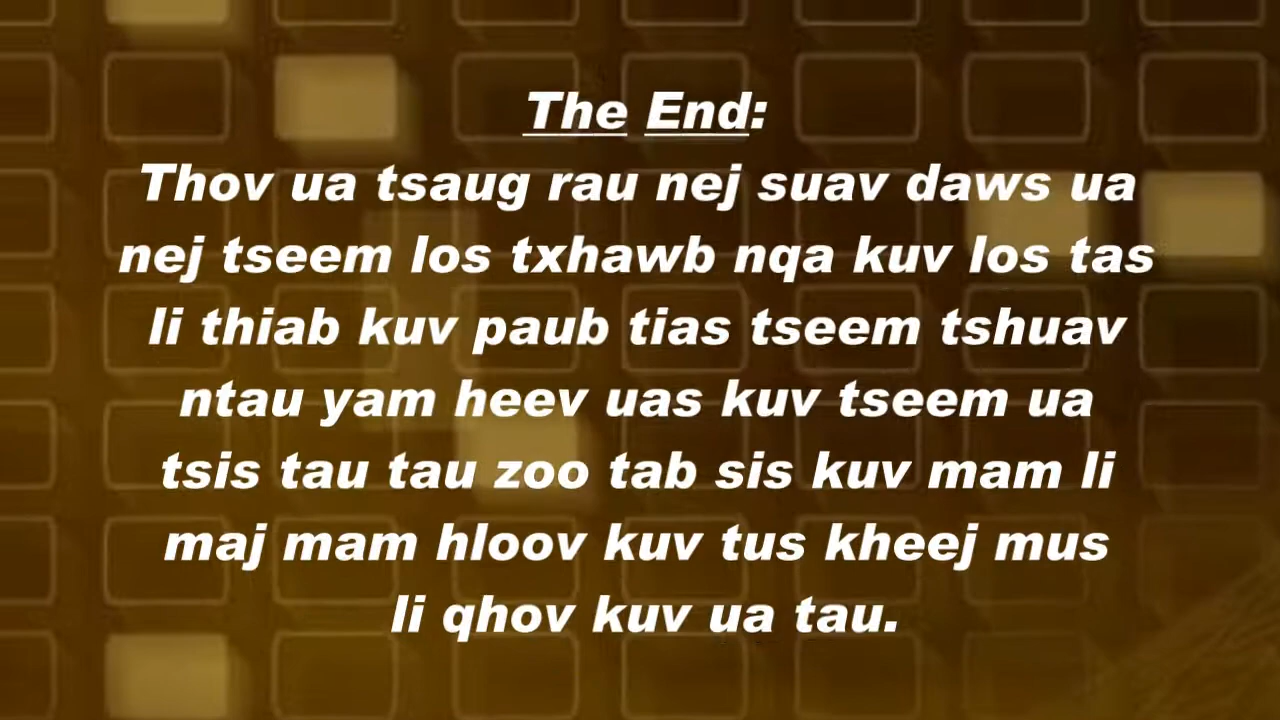 The End:
Thov ua tsaug rau nej suav daws ua
nej tseem los txhawb nqa kuv los tas
li thiab kuv paub tias tseem tshuav
ntau yam heev uas kuv tseem ua
tsis tau tau zoo tab sis kuv mam li
maj mam hloov kuv tus kheej mus
li qhov kuv ua tau.